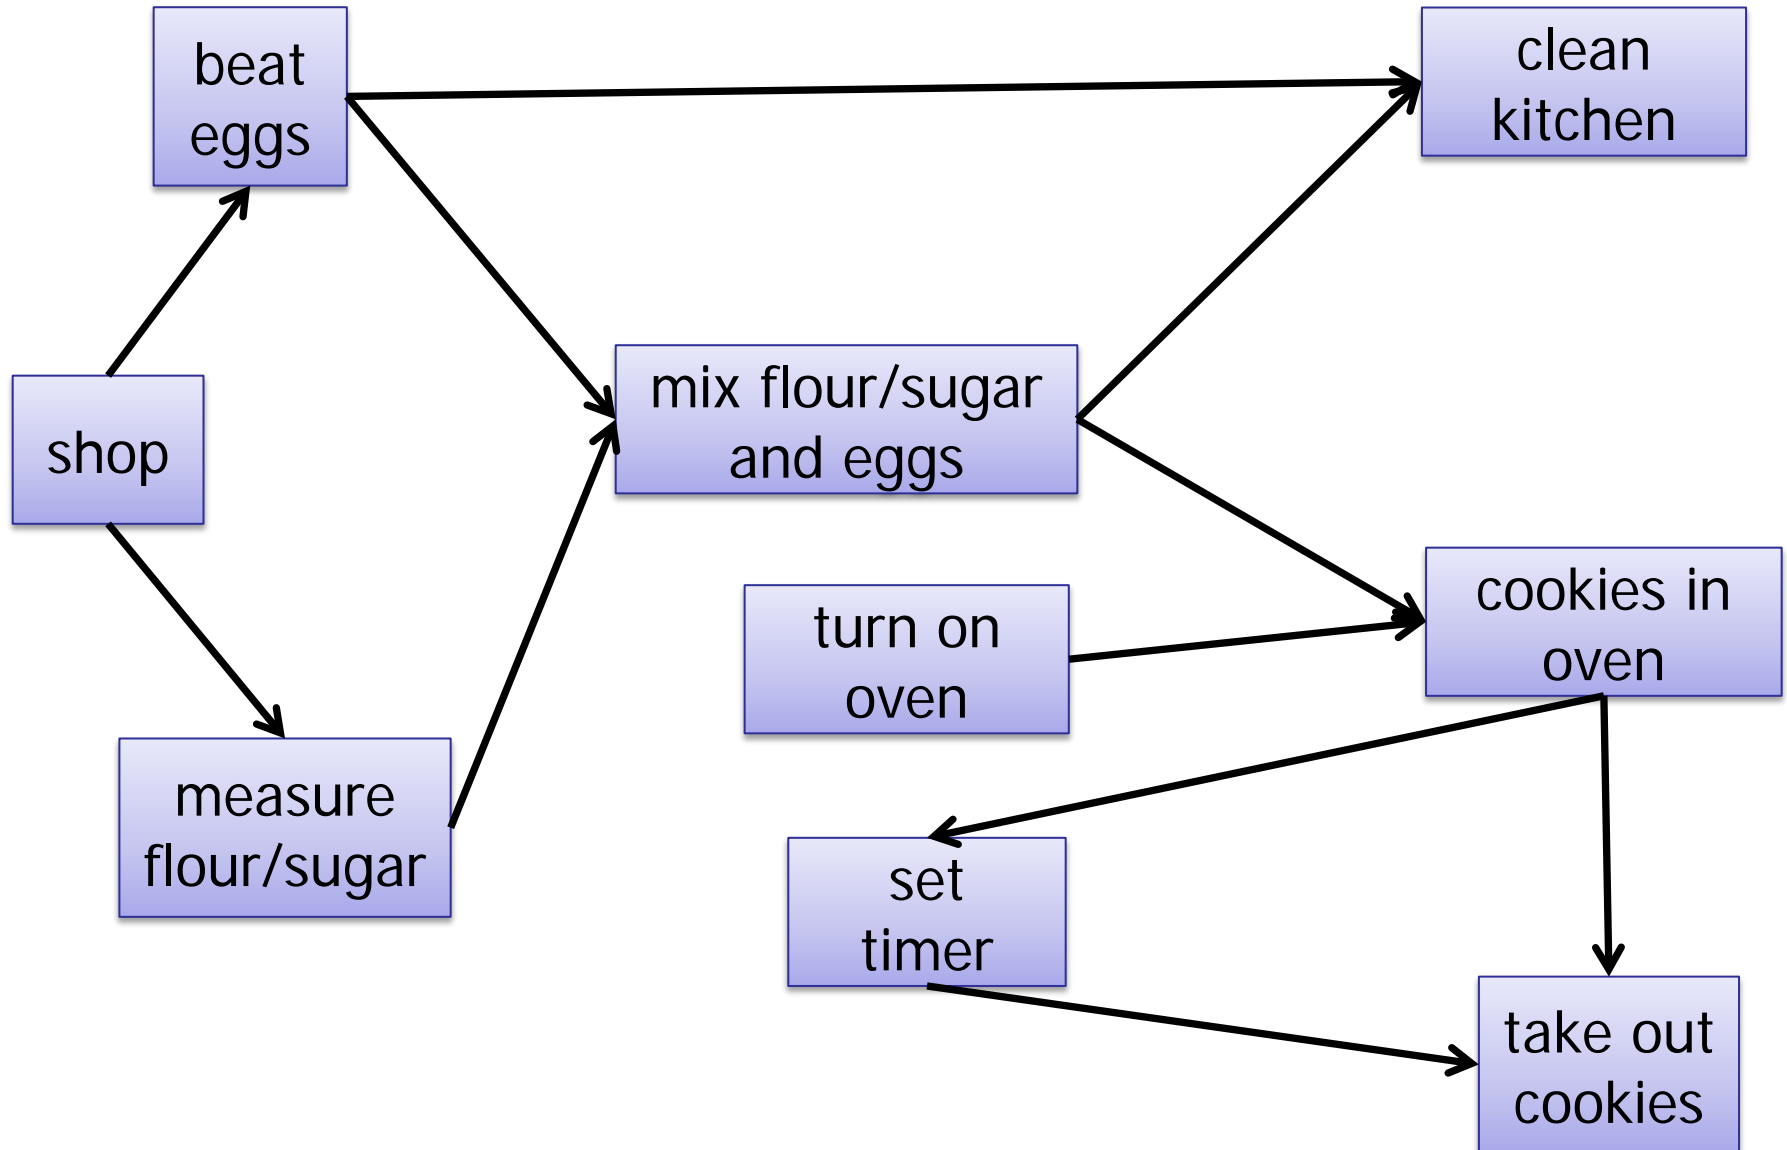 beat
eggs
clean
kitchen
shop
mix flour/sugar
and eggs
turn on
oven
cookies in
oven
measure
flour/sugar
set
timer
take out
cookies